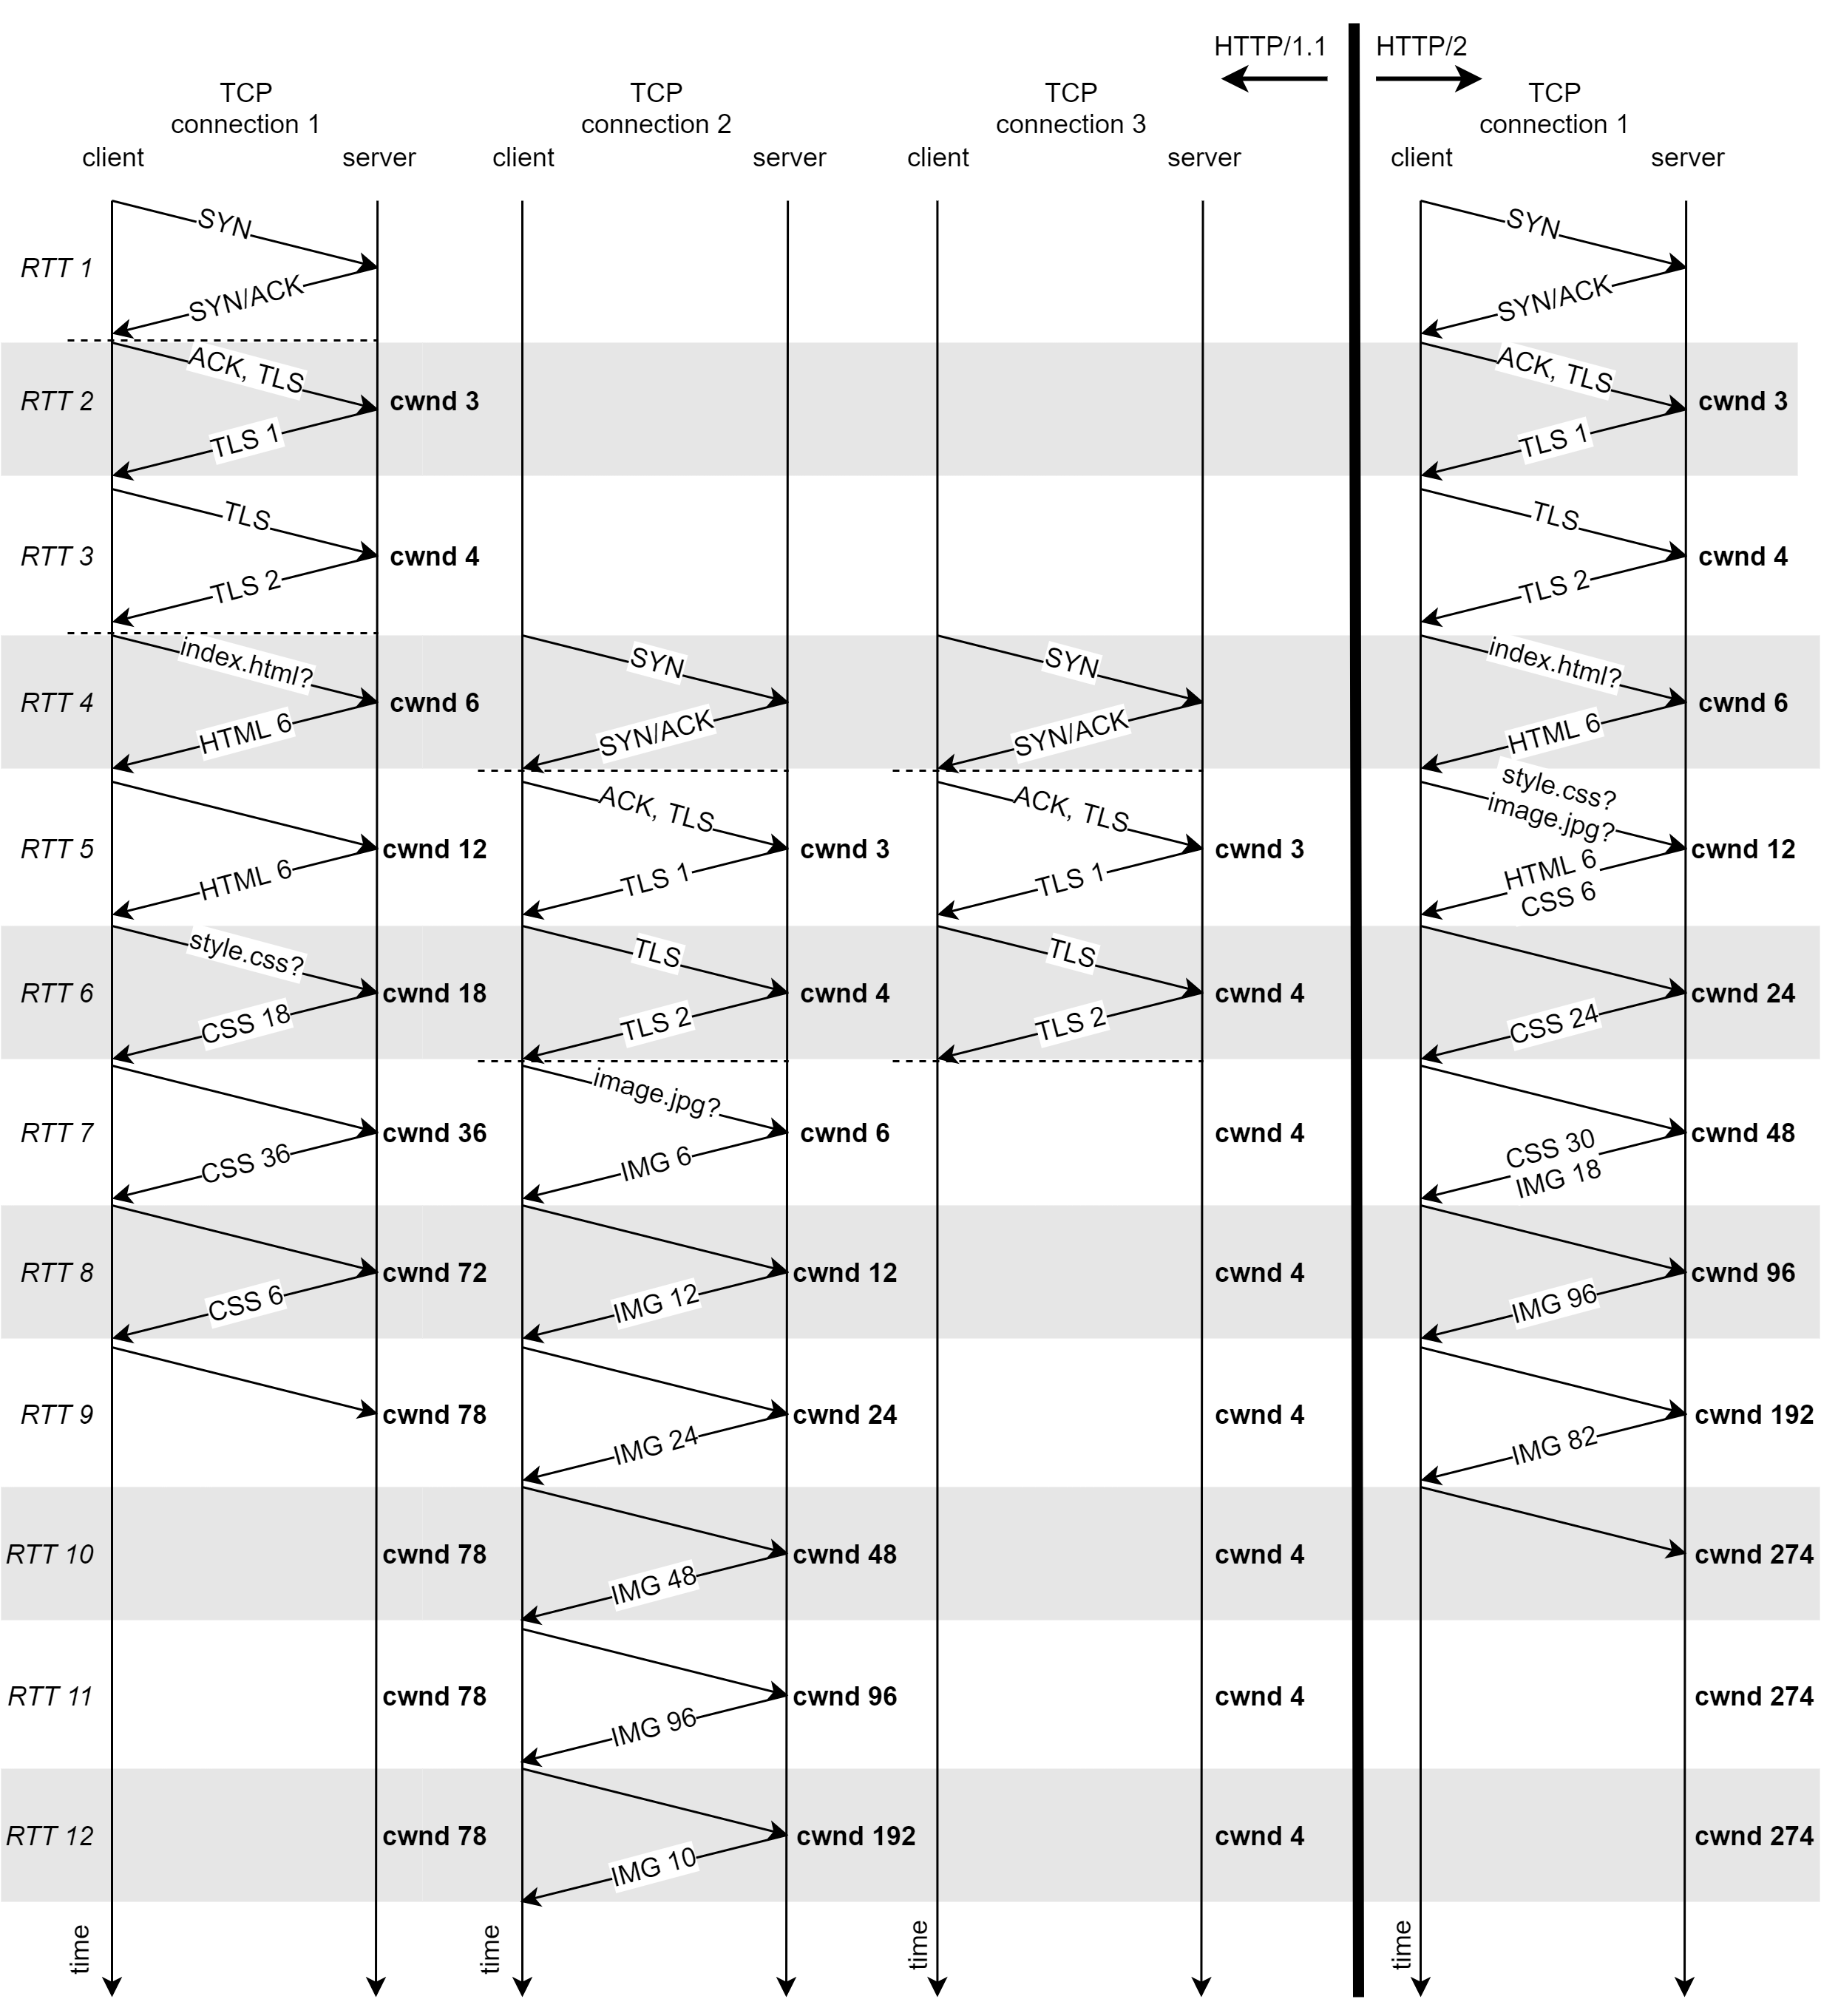 HTTP/1.1
HTTP/2
TCP
connection 1
TCP
connection 2
TCP
connection 3
TCP
connection 1
client
server
client
server
client
server
client
server
RTT 1
SYN
SYN/ACK
SYN
SYN/ACK
RTT 2
ACK, TLS
cwnd 3
TLS 1
ACK, TLS
cwnd 3
TLS 1
RTT 3
TLS
cwnd 4
TLS 2
TLS
cwnd 4
TLS 2
RTT 4
index.html?
cwnd 6
HTML 6
SYN
SYN/ACK
SYN
SYN/ACK
index.html?
cwnd 6
HTML 6
RTT 5
cwnd 12
HTML 6
ACK, TLS
cwnd 3
TLS 1
ACK, TLS
cwnd 3
TLS 1
style.css?
image.jpg?
cwnd 12
HTML 6
CSS 6
RTT 6
style.css?
cwnd 18
CSS 18
TLS
cwnd 4
TLS 2
TLS
cwnd 4
TLS 2
cwnd 24
CSS 24
RTT 7
cwnd 36
CSS 36
image.jpg?
cwnd 6
IMG 6
cwnd 4
cwnd 48
CSS 30
IMG 18
RTT 8
cwnd 72
CSS 6
cwnd 12
IMG 12
cwnd 4
cwnd 96
IMG 96
RTT 9
cwnd 78
cwnd 24
IMG 24
cwnd 4
cwnd 192
IMG 82
RTT 10
cwnd 78
cwnd 48
IMG 48
cwnd 4
cwnd 274
RTT 11
cwnd 78
cwnd 96
IMG 96
cwnd 4
cwnd 274
RTT 12
cwnd 78
cwnd 192
IMG 10
cwnd 4
cwnd 274
time
time
time
time